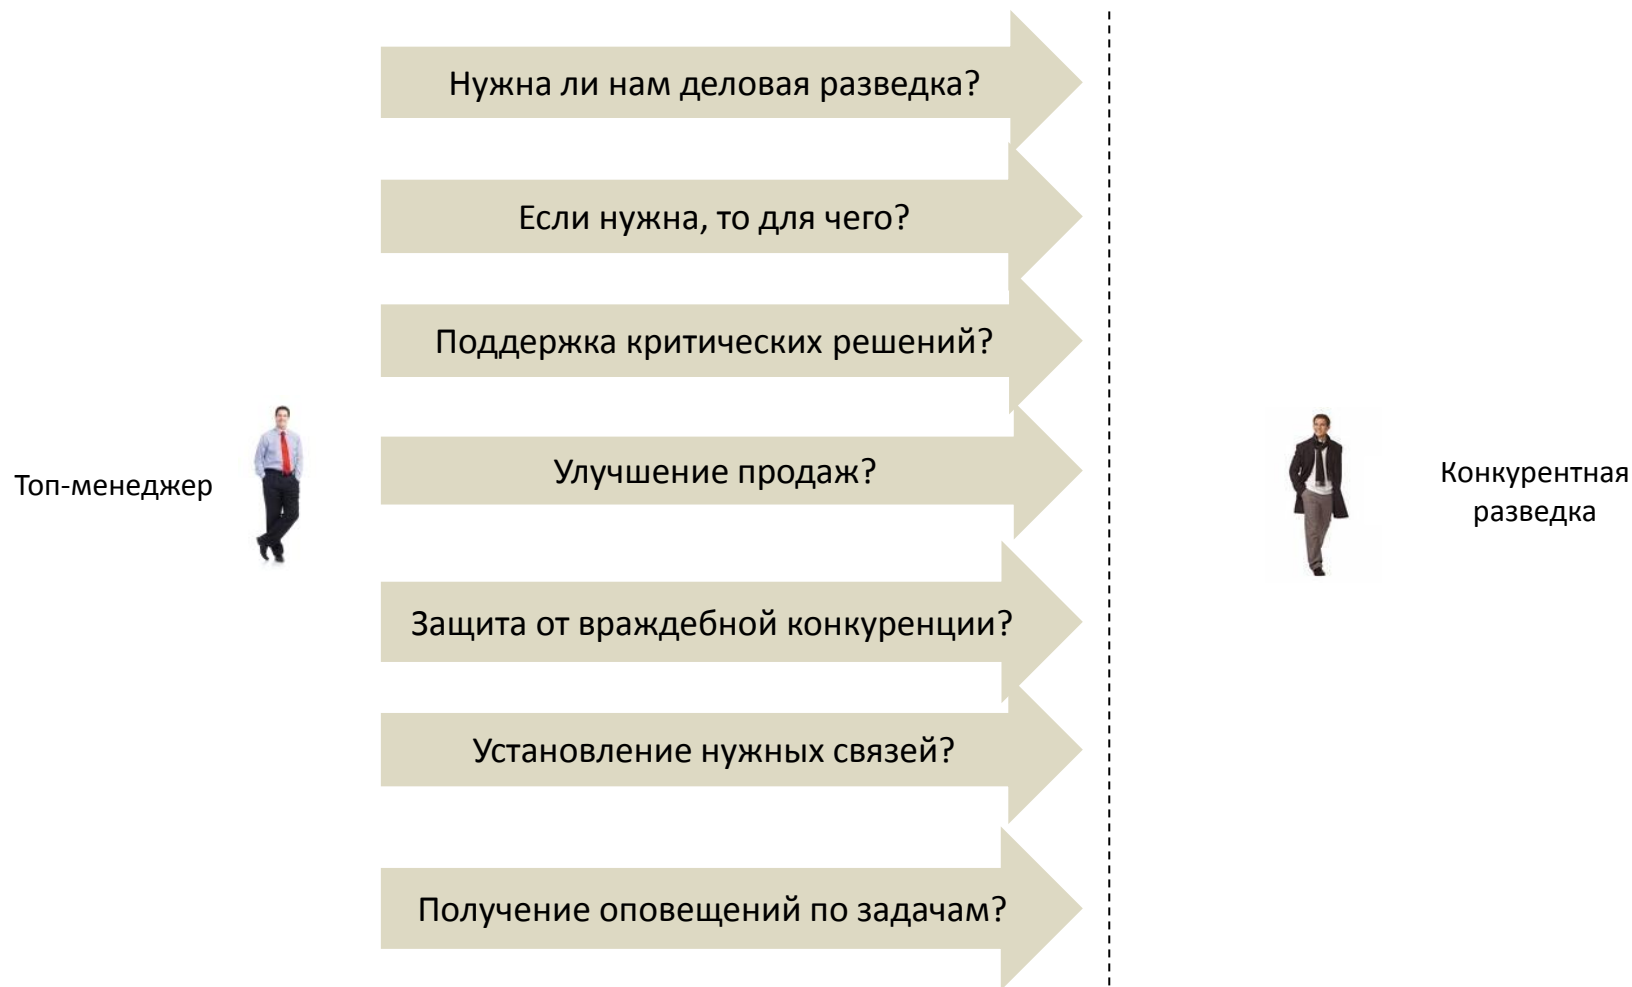 Нужна ли нам деловая разведка?
Если нужна, то для чего?
Поддержка критических решений?
Улучшение продаж?
Топ-менеджер
Конкурентная
разведка
Защита от враждебной конкуренции?
Установление нужных связей?
Получение оповещений по задачам?